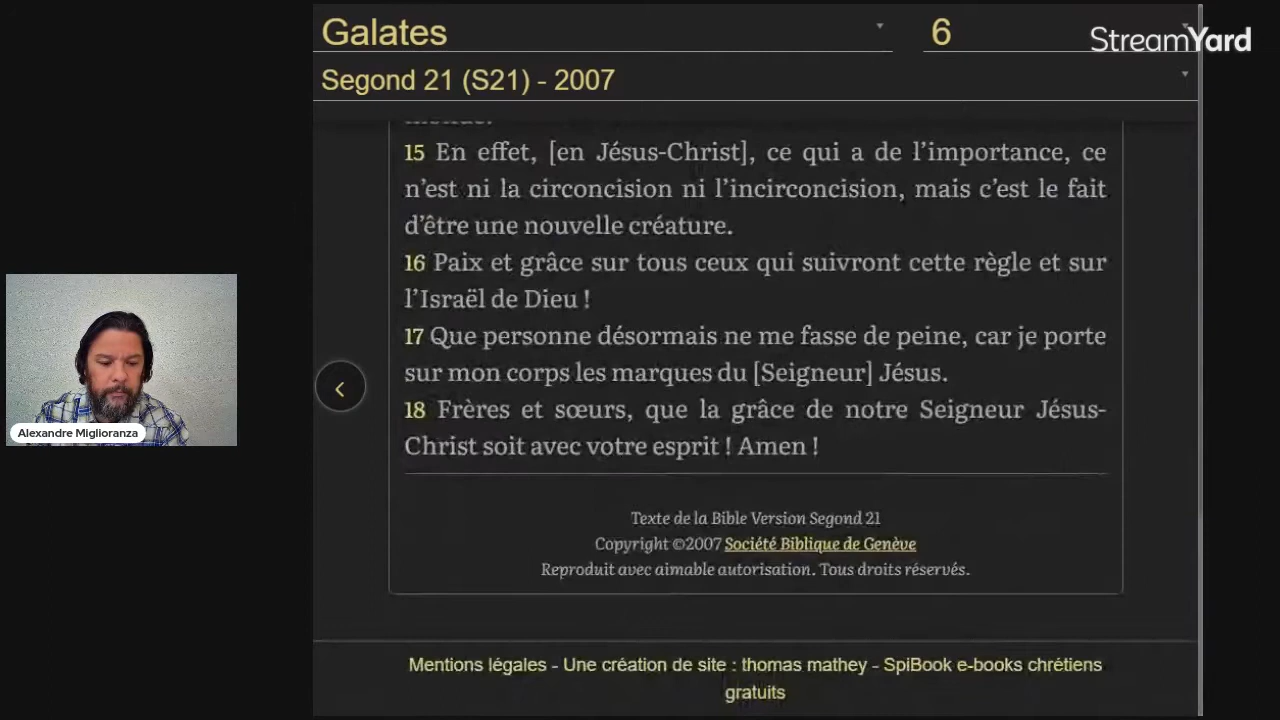 Galates
6
StreamYard
Segond 21 (S21) - 2007
15 En effet, [en Jésus-Christ], ce qui a de l’importance, ce
n’est ni la circoncision ni l’incirconcision, mais c’est le fait
d’être une nouvelle créature.
16 Paix et grâce sur tous ceux qui suivront cette règle et sur
l’Israël de Dieu !
17 Que personne désormais ne me fasse de peine, car je porte
sur mon corps les marques du [Seigneur] Jésus.
18 Frères et sœurs, que la grâce de notre Seigneur Jésus-
Christ soit avec votre esprit ! Amen !
Alexandre Miglioranza
Texte de la Bible Version Segond 21
Copyright ©2007 Société Biblique de Genève
Reproduit avec aimable autorisation. Tous droits réservés.
Mentions légales - Une création de site : thomas mathey - SpiBook e-books chrétiens
gratuits